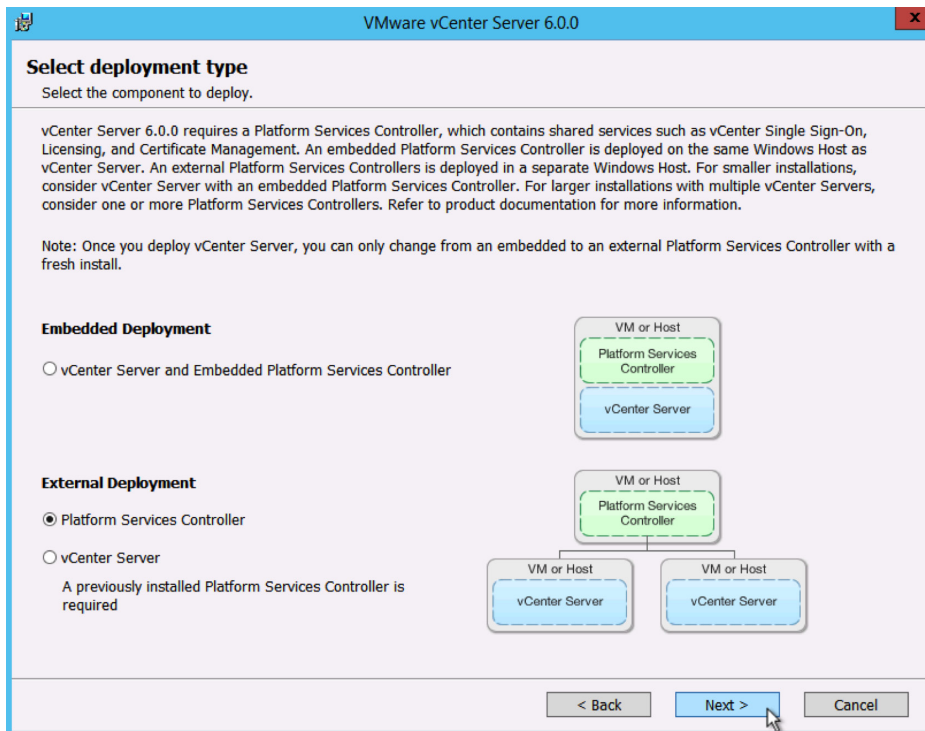 VMware vCenter Server 6.0.0
x
Select deployment type
Select the component to deploy.
vCenter Server 6.0.0 requires a Platform Services Controller, which contains shared services such as vCenter Single Sign-On,
Licensing, and Certificate Management. An embedded Platform Services Controller is deployed on the same Windows Host as
vCenter Server. An external Platform Services Controllers is deployed in a separate Windows Host. For smaller installations,
consider vCenter Server with an embedded Platform Services Controller. For larger installations with multiple vCenter Servers,
consider one or more Platform Services Controllers. Refer to product documentation for more information.
Note: Once you deploy vCenter Server, you can only change from an embedded to an external Platform Services Controller with a
fresh install.
Embedded Deployment
vCenter Server and Embedded Platform Services Controller
VM or Host
Platform Services
Controller
vCenter Server
External Deployment
Platform Services Controller
vCenter Server
A previously installed Platform Services Controller is
required
VM or Host
Platform Services
Controller
VM or Host
vCenter Server
VM or Host
vCenter Server
< Back
Next >
Cancel